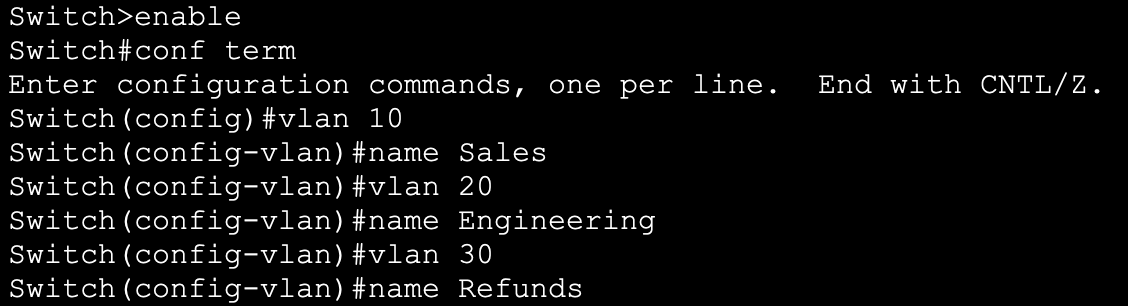 Switch>enable
Switch#conf term
Enter configuration commands, one per line.  End with CNTL/Z.
Switch(config)#vlan 10
Switch(config-vlan)#name Sales
Switch(config-vlan)#vlan 20
Switch(config-vlan)#name Engineering
Switch(config-vlan)#vlan 30
Switch(config-vlan)#name Refunds